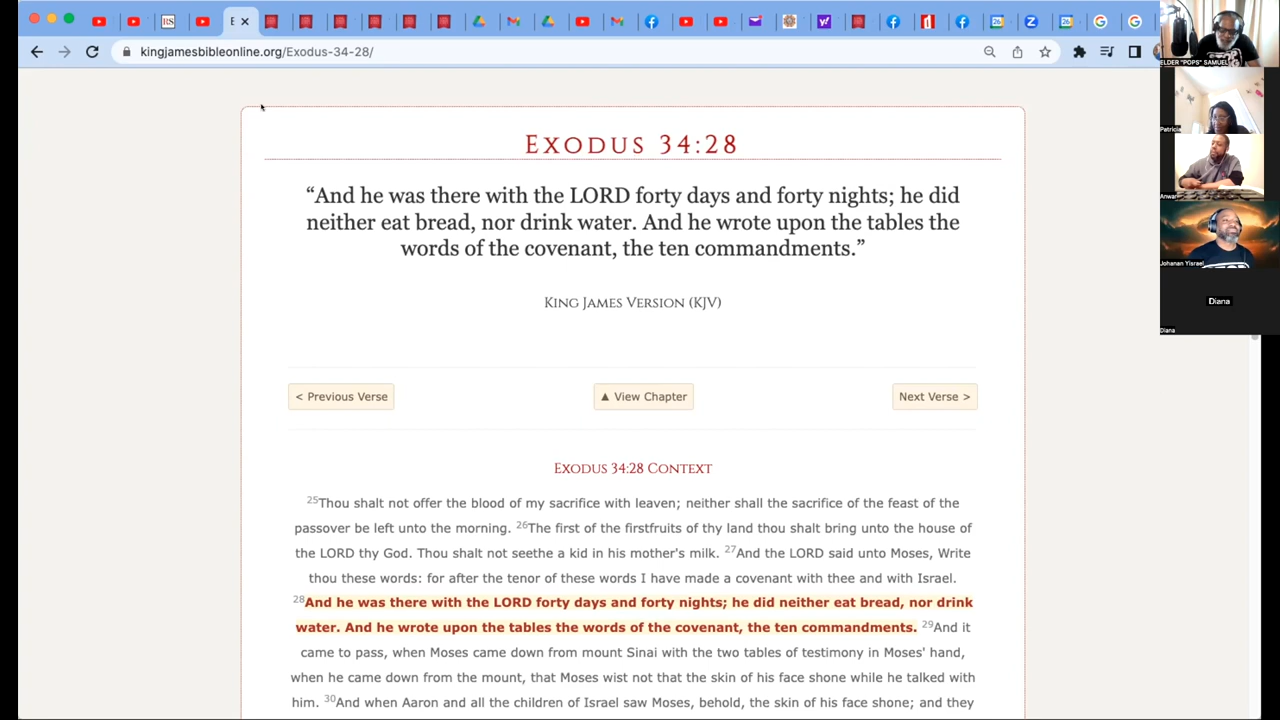 E
RS
26
Z
26
kingjamesbibleonline.org/Exodus-34-28/
ELDER "POPS" SAMUEL
Patricia
Anwar
Johanan Yisrael
Diana
Diana
Exodus 34:28
“And he was there with the LORD forty days and forty nights; he did
neither eat bread, nor drink water. And he wrote upon the tables the
words of the covenant, the ten commandments.”
King James Version (KJV)
< Previous Verse
▲ View Chapter
Next Verse >
Exodus 34:28 Context
25Thou shalt not offer the blood of my sacrifice with leaven; neither shall the sacrifice of the feast of the
passover be left unto the morning. 26The first of the firstfruits of thy land thou shalt bring unto the house of
the LORD thy God. Thou shalt not seethe a kid in his mother's milk. 27And the LORD said unto Moses, Write
thou these words: for after the tenor of these words I have made a covenant with thee and with Israel.
28And he was there with the LORD forty days and forty nights; he did neither eat bread, nor drink
water. And he wrote upon the tables the words of the covenant, the ten commandments. 29And it
came to pass, when Moses came down from mount Sinai with the two tables of testimony in Moses' hand,
when he came down from the mount, that Moses wist not that the skin of his face shone while he talked with
him. 30And when Aaron and all the children of Israel saw Moses, behold, the skin of his face shone; and they